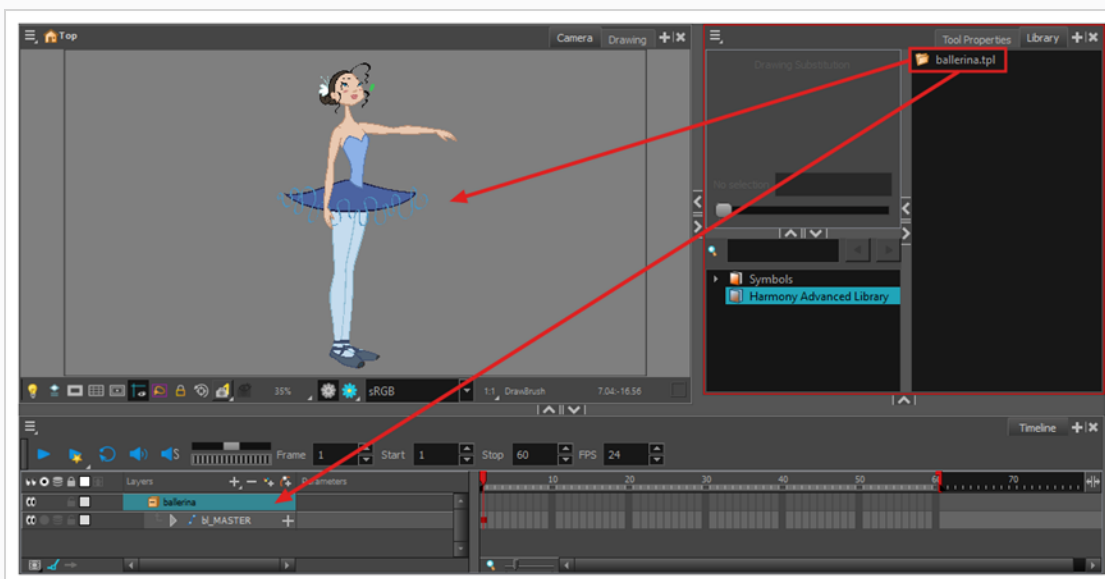 Top
Camera
Drawing
Tool Properties
Library
Drawing Substitution
ballerina.tpl
No selection
Symbols
Harmony Advanced Library
35%
sRGB
1:1
DrawBrush
7.04:-16.56
Timeline
Frame 1 Start 1 Stop 60 FPS 24
Layers
Parameters
10 20 30 40 50 60 70
ballerina
bl_MASTER